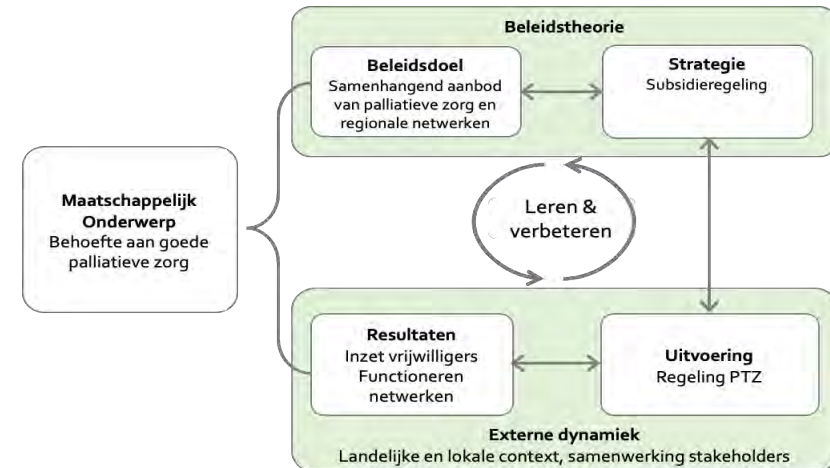 Beleidstheorie
Beleidsdoel
Samenhangend aanbod
van palliatieve zorg en
regionale netwerken
Strategie
Subsidieregeling
Maatschappelijk
Onderwerp
Behoefte aan goede
palliatieve zorg
Leren &
verbeteren
Resultaten
Inzet vrijwilligers
Functioneren
netwerken
Uitvoering
Regeling PTZ
Externe dynamiek
Landelijke en lokale context, samenwerking stakeholders